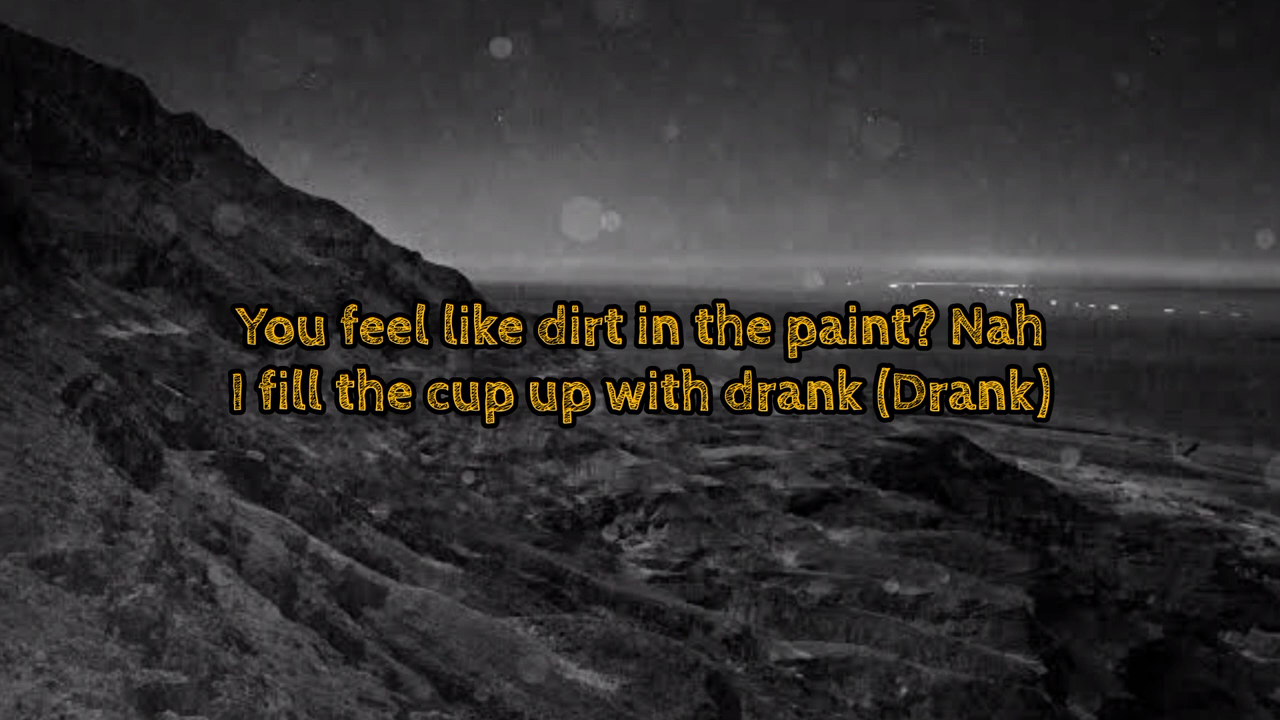 You feel like dirt in the paint? Nah
I fill the cup up with drank (Drank)